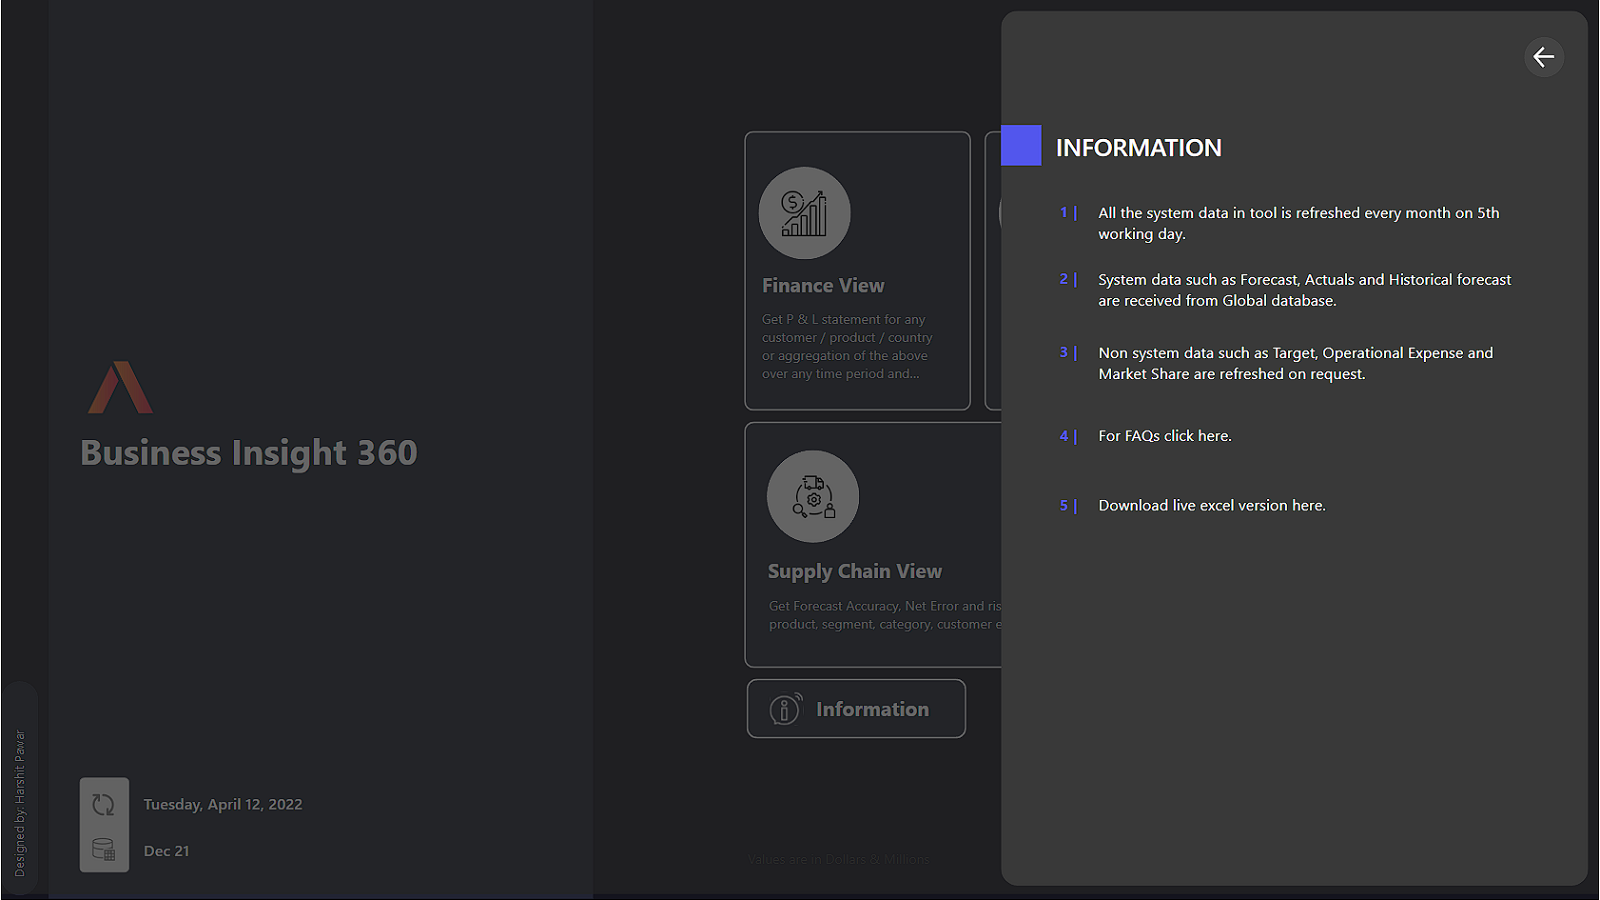 Business Insight 360
Tuesday, April 12, 2022
Dec 21
Designed by: Harshit Pawar
Finance View
Get P & L statement for any
customer / product / country
or aggregation of the above
over any time period and...
Supply Chain View
Get Forecast Accuracy, Net Error and ris
product, segment, category, customer e
Information
Values are in Dollars & Millions
INFORMATION
1 | All the system data in tool is refreshed every month on 5th
working day.
2 | System data such as Forecast, Actuals and Historical forecast
are received from Global database.
3 | Non system data such as Target, Operational Expense and
Market Share are refreshed on request.
4 | For FAQs click here.
5 | Download live excel version here.